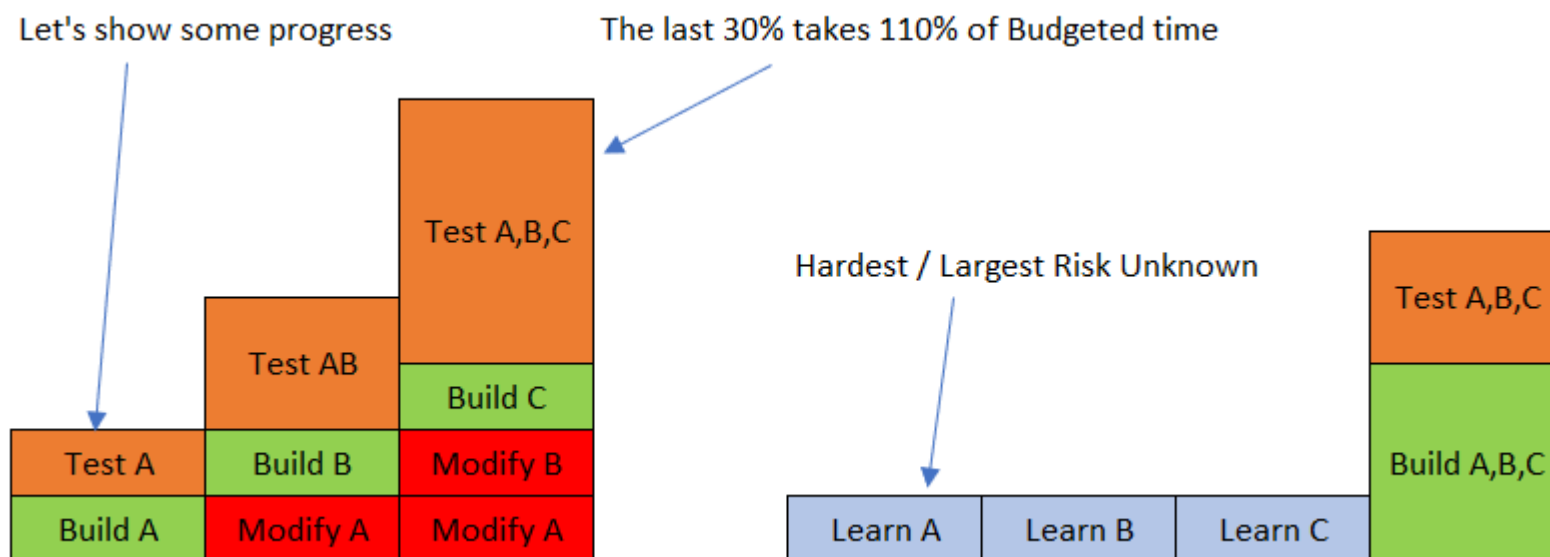 Let's show some progress
The last 30% takes 110% of Budgeted time
Test A,B,C
Hardest / Largest Risk Unknown
Test A,B,C
Test AB
Build C
Test A
Build B
Modify B
Build A,B,C
Build A
Modify A
Modify A
Learn A
Learn B
Learn C